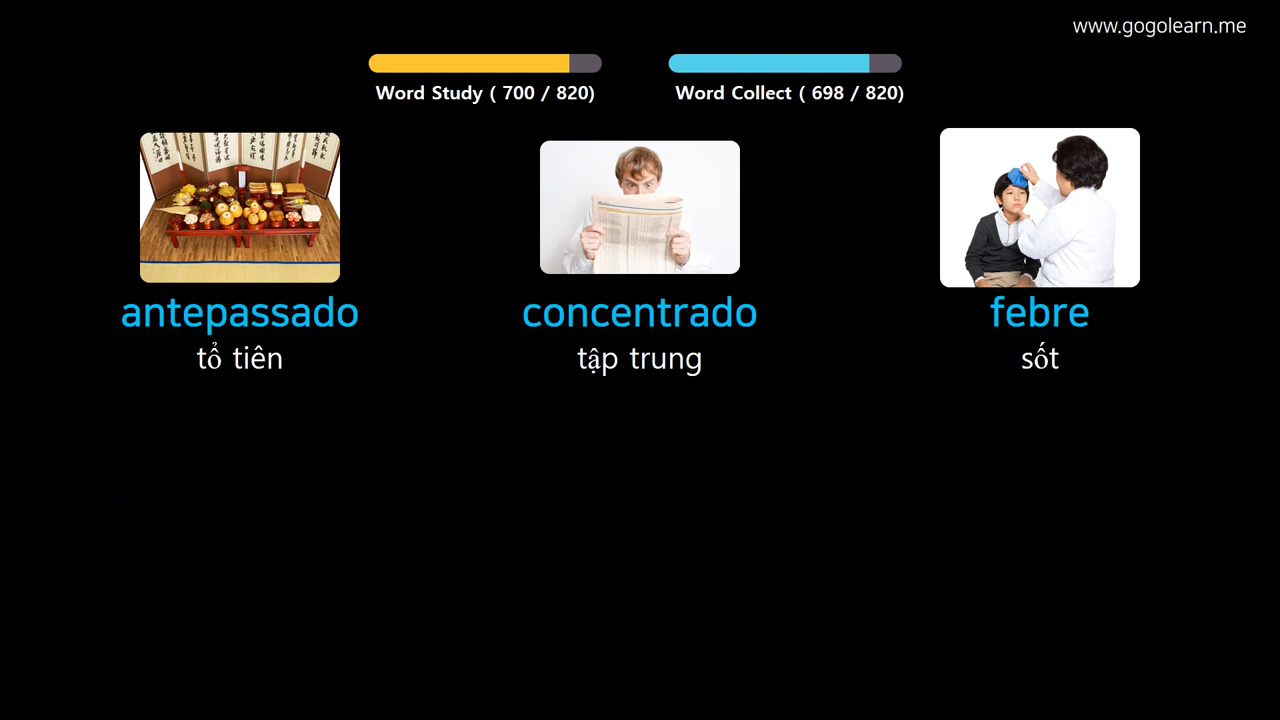 www.gogolearn.me
Word Study ( 700 / 820)
Word Collect ( 698 / 820)
antepassado
tổ tiên
concentrado
tập trung
febre
sốt